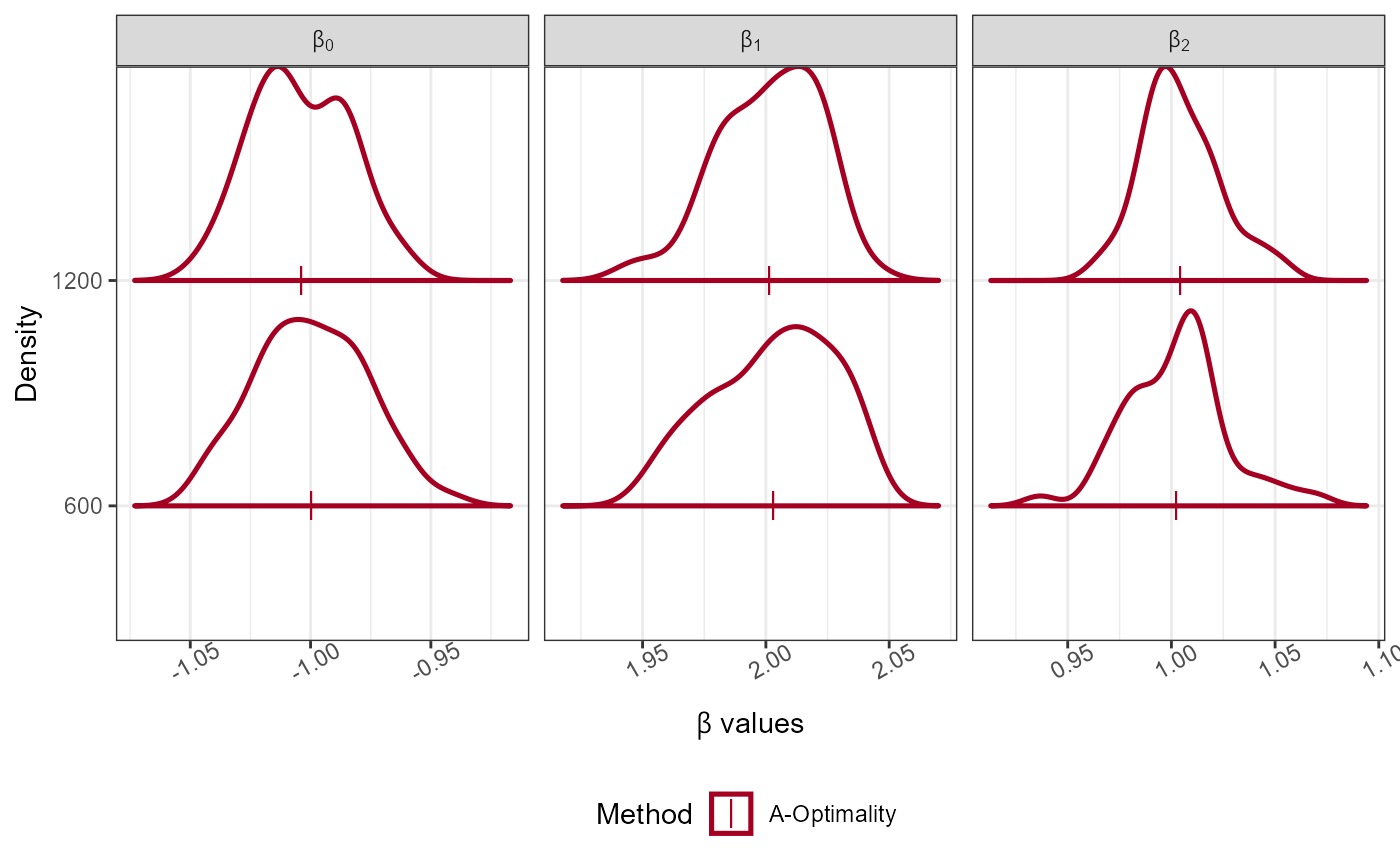 β₀ β₁ β₂
1200
600
Density
-1.05 -1.00 -0.95 1.95 2.00 2.05 0.95 1.00 1.05 1.10
β values
Method A-Optimality